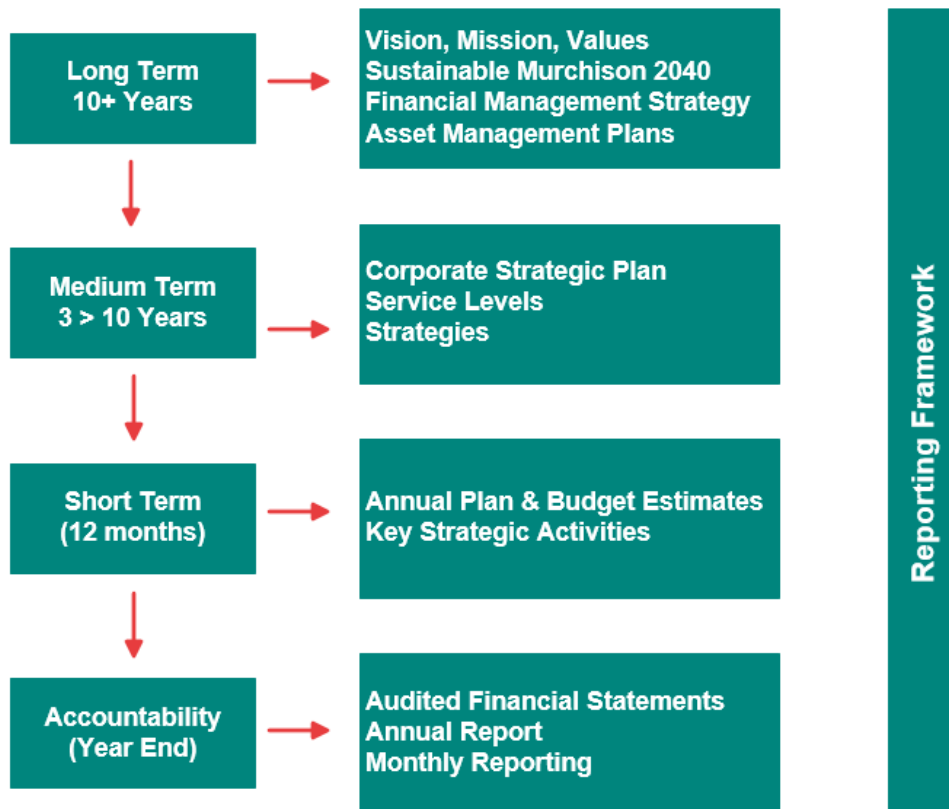 Long Term
10+ Years
Vision, Mission, Values
Sustainable Murchison 2040
Financial Management Strategy
Asset Management Plans
Medium Term
3 > 10 Years
Corporate Strategic Plan
Service Levels
Strategies
Short Term
(12 months)
Annual Plan & Budget Estimates
Key Strategic Activities
Accountability
(Year End)
Audited Financial Statements
Annual Report
Monthly Reporting
Reporting Framework